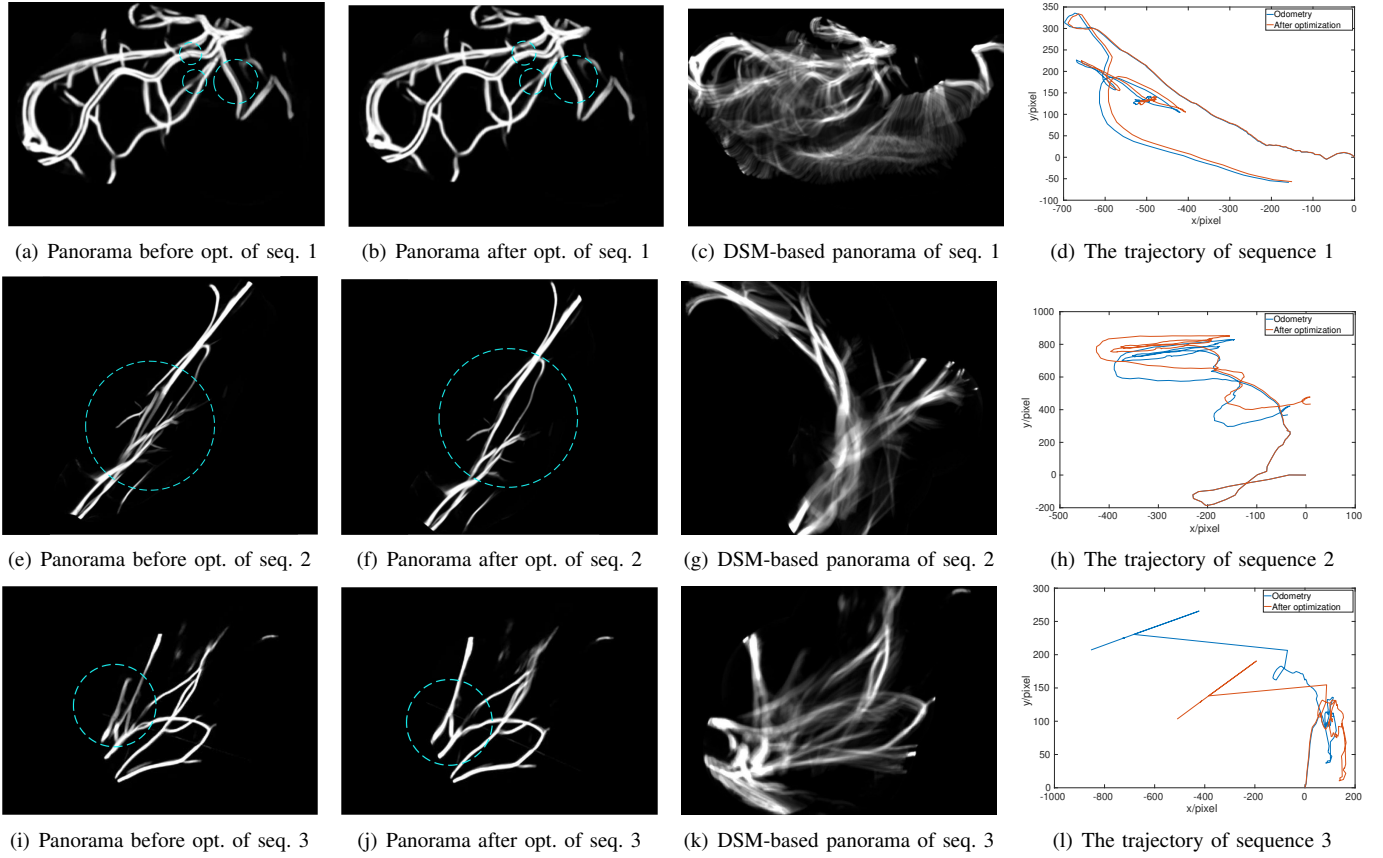 (a) Panorama before opt. of seq. 1
(b) Panorama after opt. of seq. 1
(c) DSM-based panorama of seq. 1
350
300
250
200
150
100
50
0
-50
-100
y/pixel
-700
-600
-500
-400
-300
-200
-100
0
x/pixel
Odometry
After optimization
(d) The trajectory of sequence 1
(e) Panorama before opt. of seq. 2
(f) Panorama after opt. of seq. 2
(g) DSM-based panorama of seq. 2
1000
800
600
400
200
0
-200
y/pixel
-500
-400
-300
-200
-100
0
100
x/pixel
Odometry
After optimization
(h) The trajectory of sequence 2
(i) Panorama before opt. of seq. 3
(j) Panorama after opt. of seq. 3
(k) DSM-based panorama of seq. 3
300
250
200
150
100
50
0
y/pixel
-1000
-800
-600
-400
-200
0
200
x/pixel
Odometry
After optimization
(l) The trajectory of sequence 3